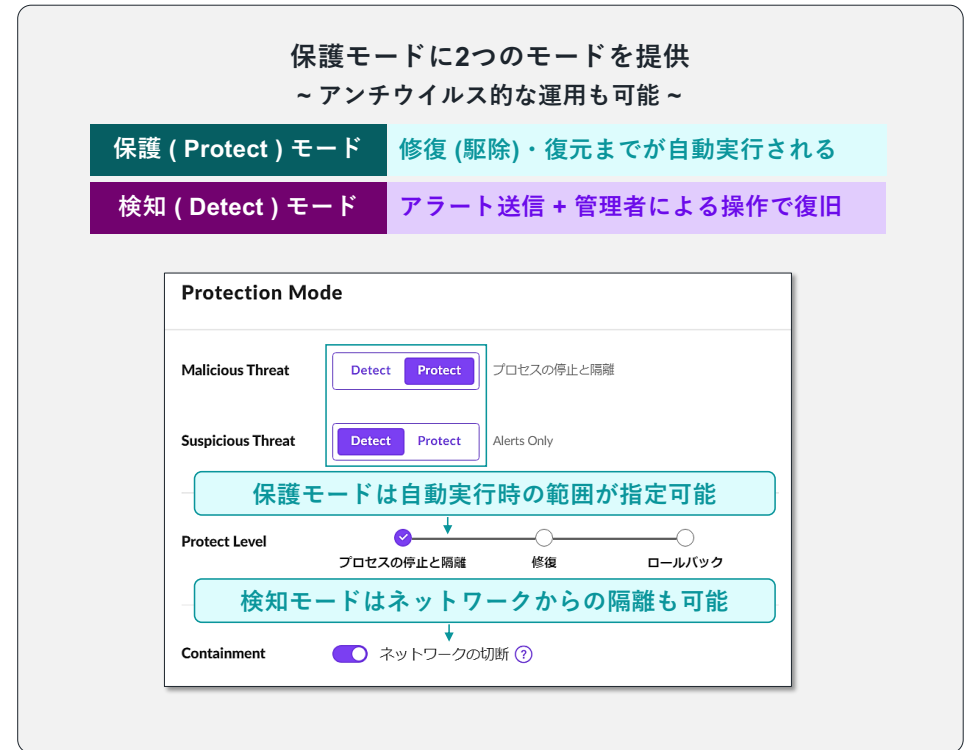 保護モードに2つのモードを提供
~ アンチウイルス的な運用も可能 ~
保護 ( Protect ) モード 修復 (駆除)・復元までが自動実行される
検知 ( Detect ) モード アラート送信 + 管理者による操作で復旧
Protection Mode
Malicious Threat Detect Protect プロセスの停止と隔離
Suspicious Threat Detect Protect Alerts Only
保護モードは自動実行時の範囲が指定可能
Protect Level
プロセスの停止と隔離 修復 ロールバック
検知モードはネットワークからの隔離も可能
Containment ネットワークの切断 ?